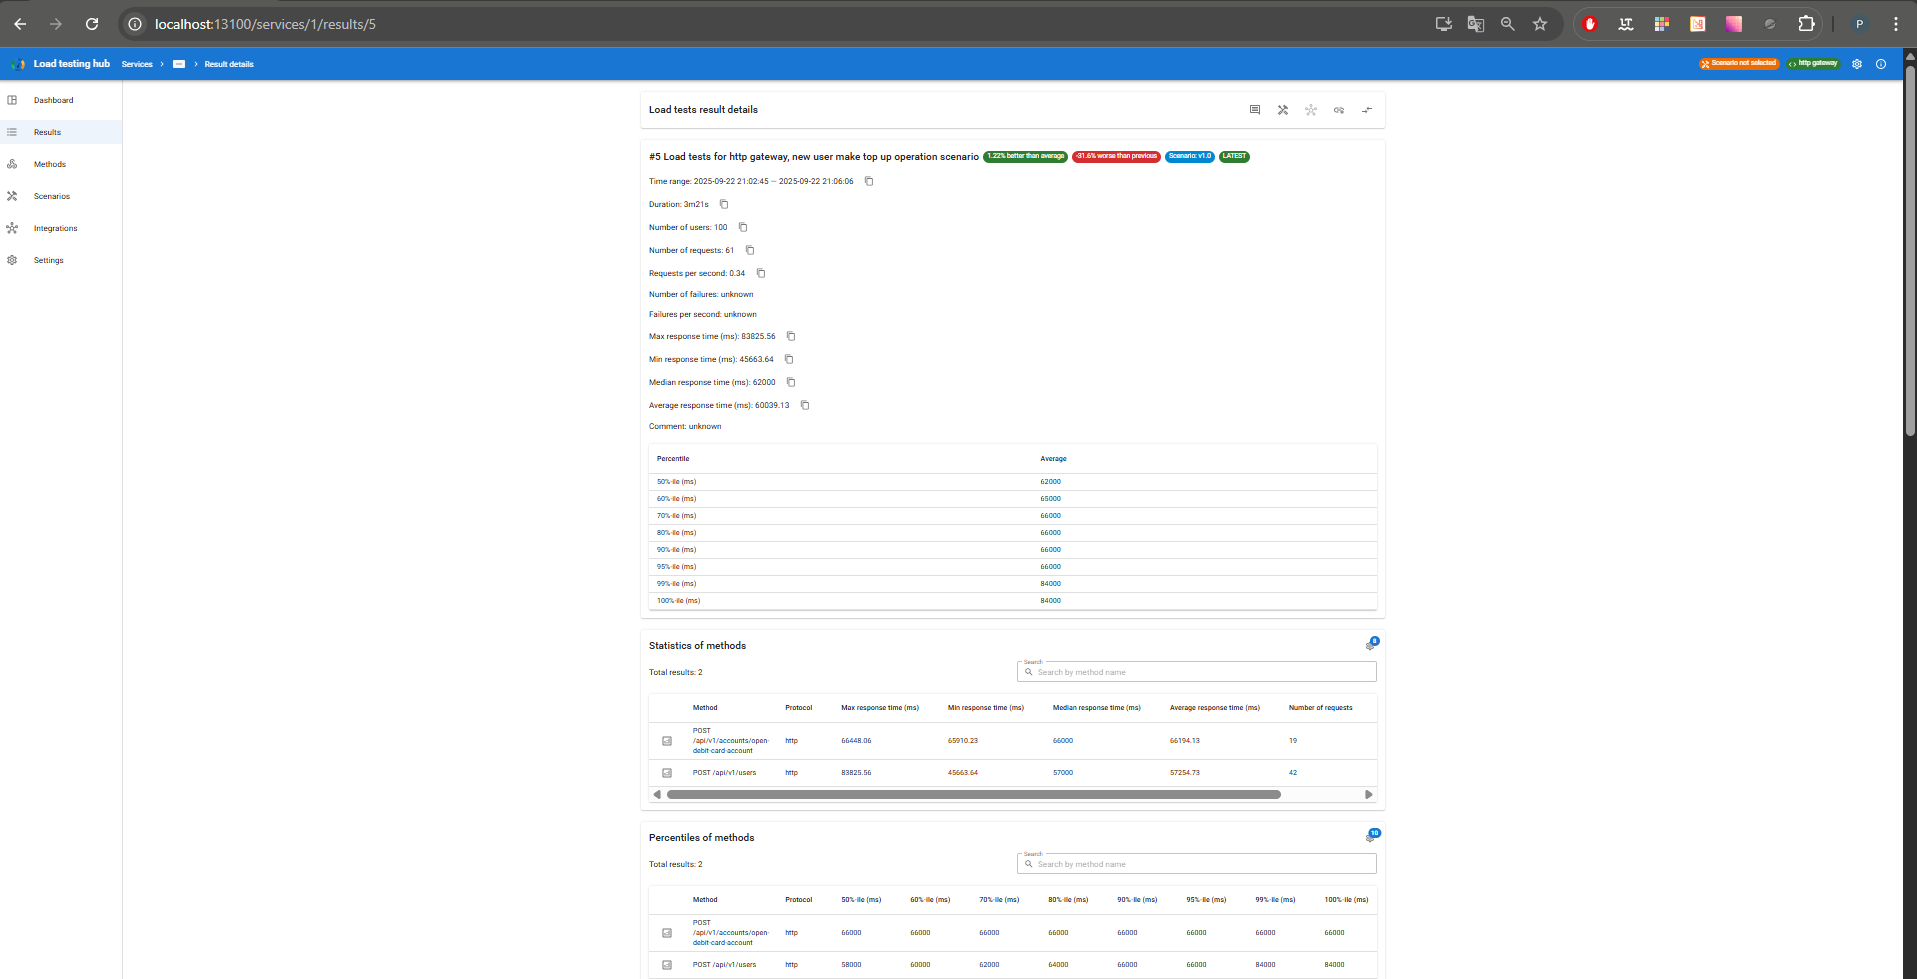 localhost:13100/services/1/results/5
P
Load testing hub
Services
Result details
Scenario not selected
http gateway
Dashboard
Results
Methods
Scenarios
Integrations
Settings
Load tests result details
#5 Load tests for http gateway, new user make top up operation scenario
1.22% better than average
-31.6% worse than previous
Scenario: v1.0
LATEST
Time range: 2025-09-22 21:02:45 — 2025-09-22 21:06:06
Duration: 3m21s
Number of users: 100
Number of requests: 61
Requests per second: 0.34
Number of failures: unknown
Failures per second: unknown
Max response time (ms): 83825.56
Min response time (ms): 45663.64
Median response time (ms): 62000
Average response time (ms): 60039.13
Comment: unknown
Percentile Average
50%-ile (ms) 62000
60%-ile (ms) 65000
70%-ile (ms) 66000
80%-ile (ms) 66000
90%-ile (ms) 66000
95%-ile (ms) 66000
99%-ile (ms) 84000
100%-ile (ms) 84000
Statistics of methods
8
Total results: 2
Search
Search by method name
Method Protocol Max response time (ms) Min response time (ms) Median response time (ms) Average response time (ms) Number of requests
POST
/api/v1/accounts/open-
debit-card-account
http 66448.06 65910.23 66000 66194.13 19
POST /api/v1/users http 83825.56 45663.64 57000 57254.73 42
Percentiles of methods
10
Total results: 2
Search
Search by method name
Method Protocol 50%-ile (ms) 60%-ile (ms) 70%-ile (ms) 80%-ile (ms) 90%-ile (ms) 95%-ile (ms) 99%-ile (ms) 100%-ile (ms)
POST
/api/v1/accounts/open-
debit-card-account
http 66000 66000 66000 66000 66000 66000 66000 66000
POST /api/v1/users http 58000 60000 62000 64000 66000 66000 84000 84000